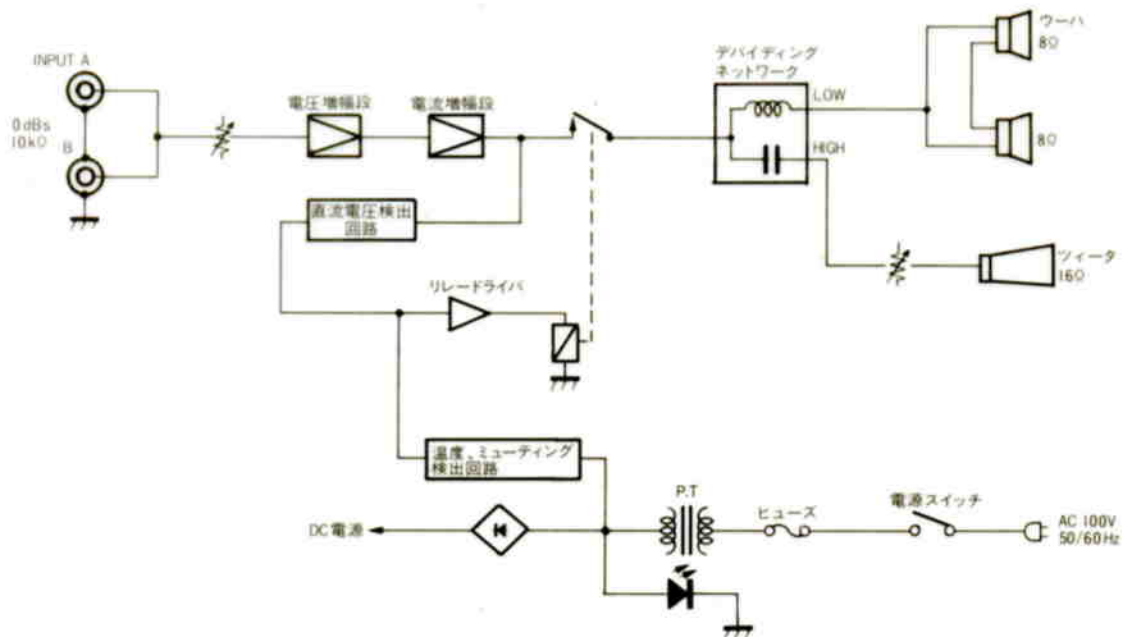 INPUT A
0dBs
10kΩ
B
電圧増幅段
電流増幅段
デバイディング
ネットワーク
LOW
HIGH
ウーハ
8Ω
8Ω
直流電圧検出
回路
ツィータ
16Ω
リレードライバ
温度、ミューティング
検出回路
P.T
ヒューズ
電源スイッチ
DC電源
AC 100V
50/60Hz